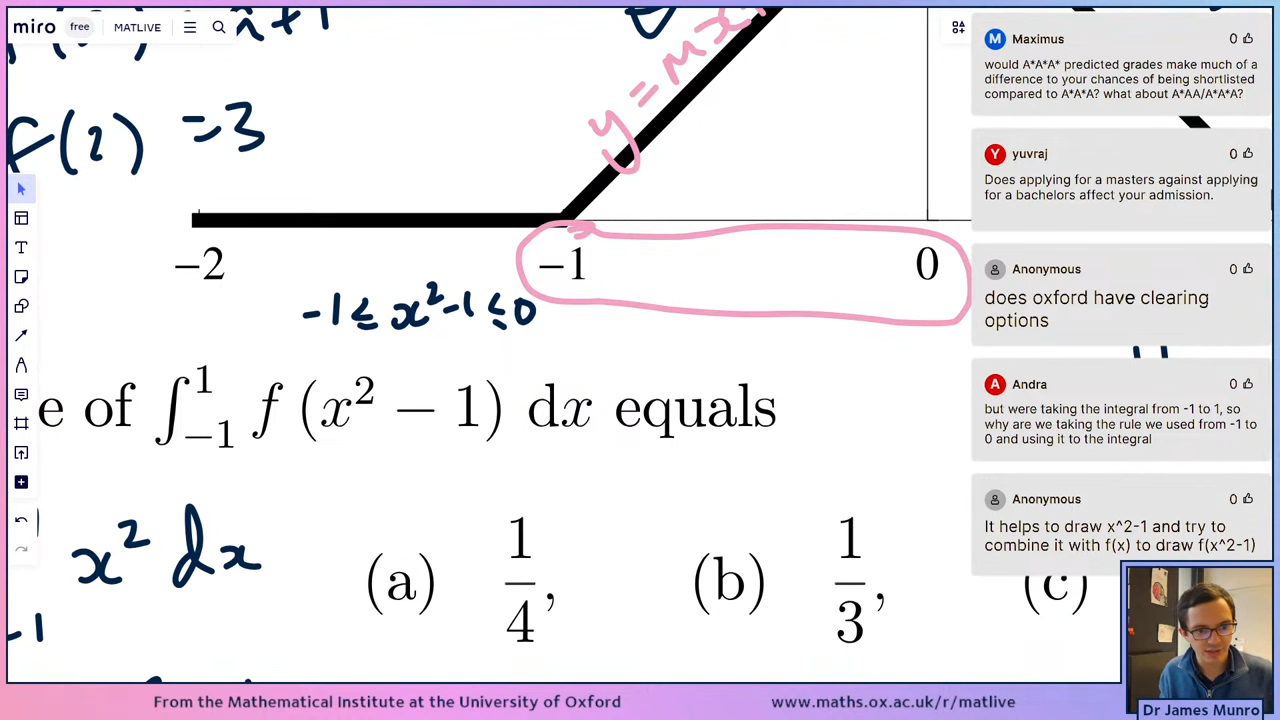 miro free MATLIVE
f(2) = 3
y = mx
-2
-1
0
-1 ≤ x² - 1 ≤ 0
e of ∫₋₁¹ f (x² − 1) dx equals
x² dx
-1
(a) 1/4,
(b) 1/3,
(c)
M Maximus 0
would A*A*A* predicted grades make much of a
difference to your chances of being shortlisted
compared to A*A*A? what about A*AA/A*A*A?
Y yuvraj 0
Does applying for a masters against applying
for a bachelors affect your admission.
Anonymous 0
does oxford have clearing
options
A Andra 0
but were taking the integral from -1 to 1, so
why are we taking the rule we used from -1 to
0 and using it to the integral
Anonymous 0
It helps to draw x^2-1 and try to
combine it with f(x) to draw f(x^2-1)
From the Mathematical Institute at the University of Oxford
www.maths.ox.ac.uk/r/matlive
Dr James Munro